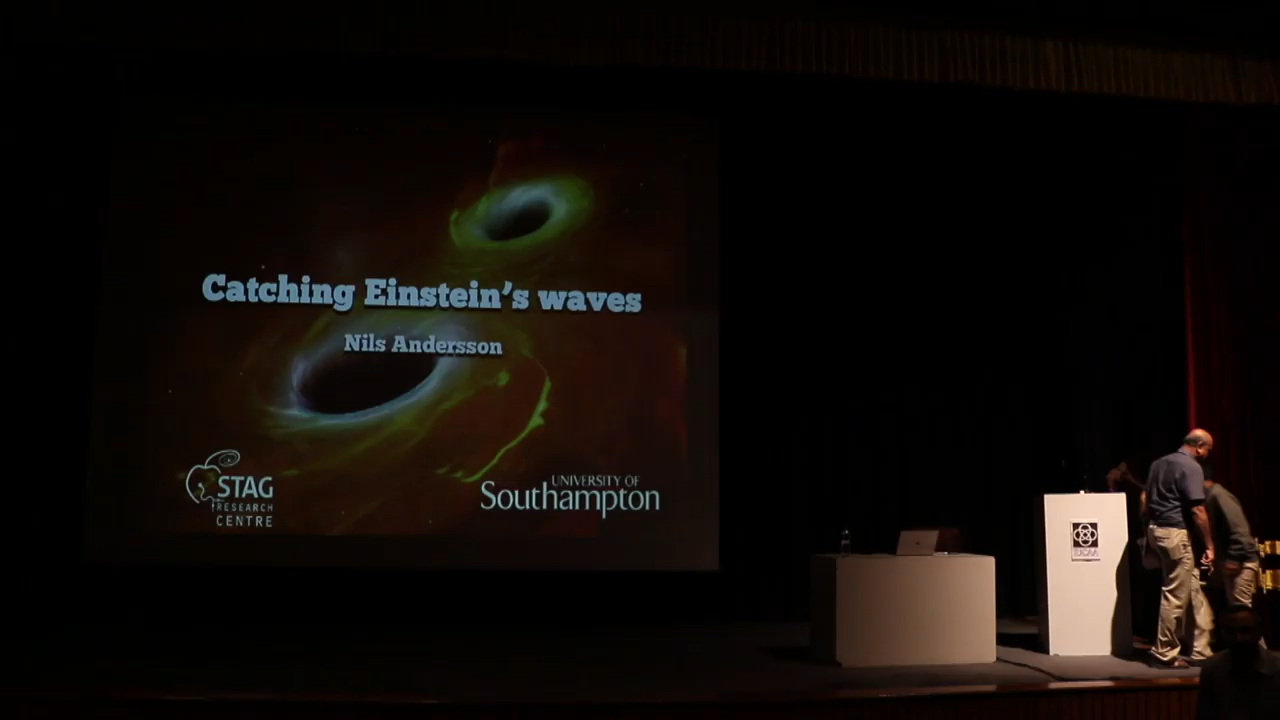 Catching Einstein's waves
Nils Andersson
STAG
RESEARCH
CENTRE
UNIVERSITY OF
Southampton